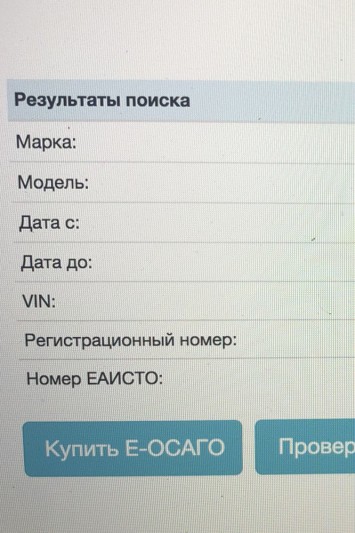 Результаты поиска
Марка:
Модель:
Дата с:
Дата до:
VIN:
Регистрационный номер:
Номер ЕАИСТО:
Купить Е-ОСАГО
Провер